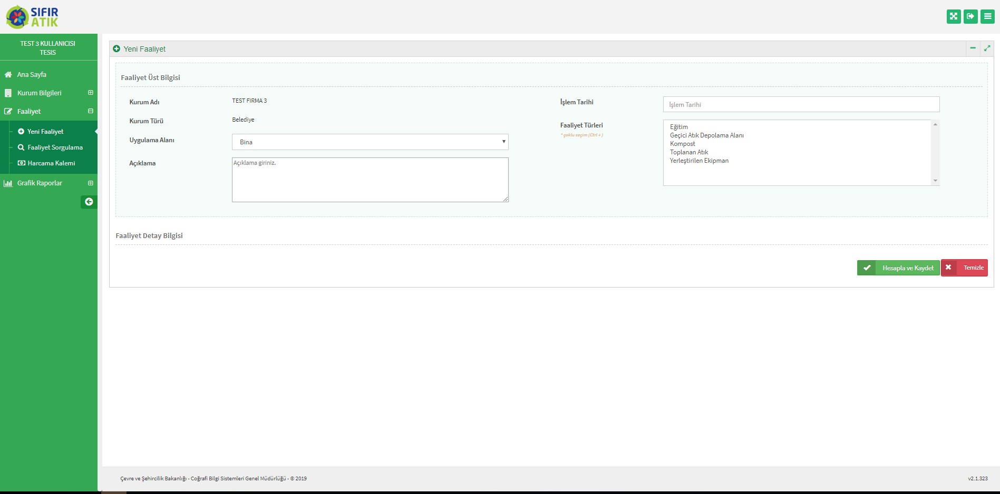 SIFIR
ATIK
TEST 3 KULLANICISI
TESIS
Ana Sayfa
Kurum Bilgileri
Faaliyet
Yeni Faaliyet
Faaliyet Sorgulama
Harcama Kalemi
Grafik Raporlar
Yeni Faaliyet
Faaliyet Üst Bilgisi
Kurum Adı
TEST FIRMA 3
Kurum Türü
Belediye
Uygulama Alanı
Bina
Açıklama
Açıklama giriniz.
İşlem Tarihi
İşlem Tarihi
Faaliyet Türleri
* çoklu seçim (Ctrl + )
Eğitim
Geçici Atık Depolama Alanı
Kompost
Toplanan Atık
Yerleştirilen Ekipman
Faaliyet Detay Bilgisi
Hesapla ve Kaydet
Temizle
Çevre ve Şehircilik Bakanlığı - Coğrafi Bilgi Sistemleri Genel Müdürlüğü - © 2019
v2.1.323